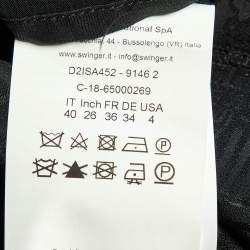 national SpA
44 - Bussolengo (VR) Italia
www.swinger.it - info@swinger.it
D2ISA452 - 9146 2
C-18-65000269
IT Inch FR DE USA
40 26 36 34 4
P
P